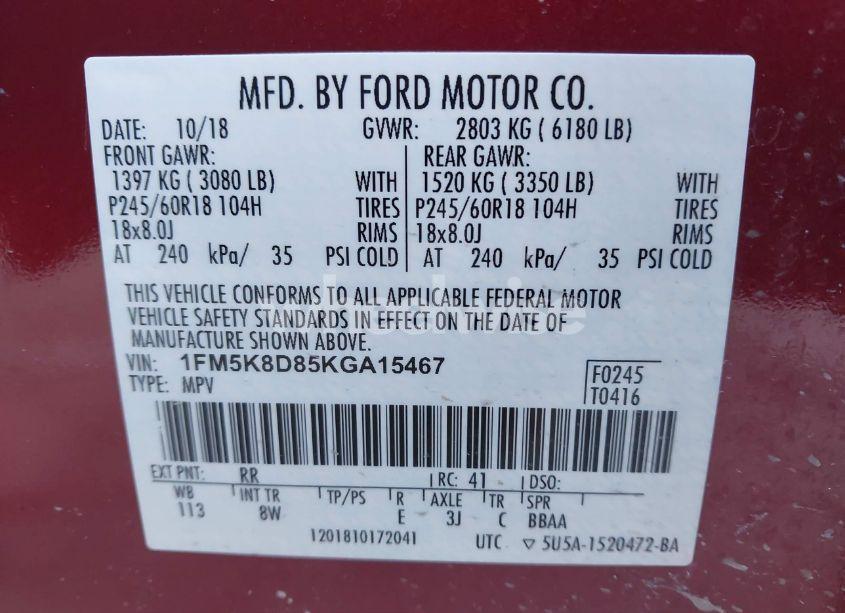 MFD. BY FORD MOTOR CO.
DATE: 10/18 GVWR: 2803 KG ( 6180 LB)
FRONT GAWR: REAR GAWR:
1397 KG ( 3080 LB) WITH 1520 KG ( 3350 LB) WITH
P245/60R18 104H TIRES P245/60R18 104H TIRES
18x8.0J RIMS 18x8.0J RIMS
AT 240 kPa/ 35 PSI COLD AT 240 kPa/ 35 PSI COLD
THIS VEHICLE CONFORMS TO ALL APPLICABLE FEDERAL MOTOR
VEHICLE SAFETY STANDARDS IN EFFECT ON THE DATE OF
MANUFACTURE SHOWN ABOVE.
VIN: 1FM5K8D85KGA15467 F0245
TYPE: MPV T0416
EXT PNT: RR RC: 41 DSO:
WB INT TR TP/PS R AXLE TR SPR
113 8W E 3J C BBAA
1201810172041 UTC ▽ 5U5A-1520472-BA